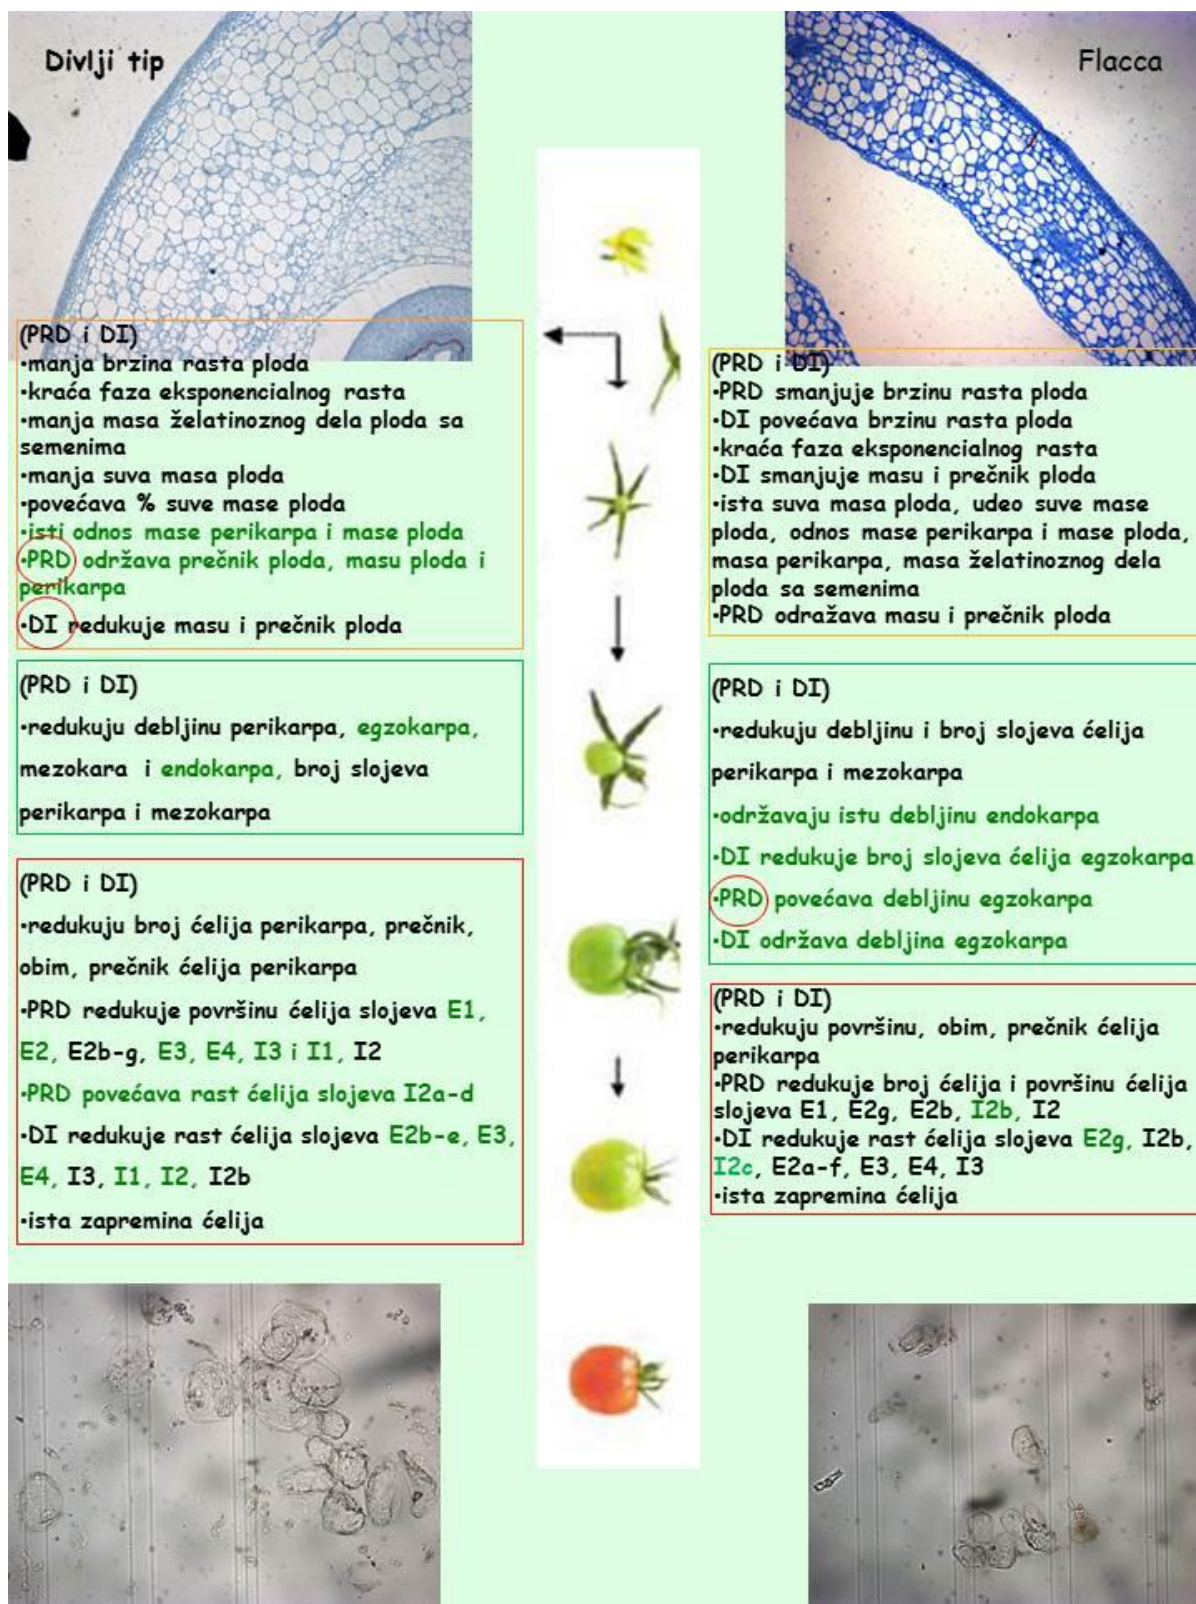 Divlji tip
(PRD i DI)
•manja brzina rasta ploda
•kraća faza eksponencialnog rasta
•manja masa želatinoznog dela ploda sa
semenima
•manja suva masa ploda
•povećava % suve mase ploda
•isti odnos mase perikarpa i mase ploda
•PRD održava prečnik ploda, masu ploda i
perikarpa
•DI redukuje masu i prečnik ploda
(PRD i DI)
•redukuju debljinu perikarpa, egzokarpa,
mezokara i endokarpa, broj slojeva
perikarpa i mezokarpa
(PRD i DI)
•redukuju broj ćelija perikarpa, prečnik,
obim, prečnik ćelija perikarpa
•PRD redukuje površinu ćelija slojeva E1,
E2, E2b-g, E3, E4, I3 i I1, I2
•PRD povećava rast ćelija slojeva I2a-d
•DI redukuje rast ćelija slojeva E2b-e, E3,
E4, I3, I1, I2, I2b
•ista zapremina ćelija
Flacca
(PRD i DI)
•PRD smanjuje brzinu rasta ploda
•DI povećava brzinu rasta ploda
•kraća faza eksponencialnog rasta
•DI smanjuje masu i prečnik ploda
•ista suva masa ploda, udeo suve mase
ploda, odnos mase perikarpa i mase ploda,
masa perikarpa, masa želatinoznog dela
ploda sa semenima
•PRD odražava masu i prečnik ploda
(PRD i DI)
•redukuju debljinu i broj slojeva ćelija
perikarpa i mezokarpa
•održavaju istu debljinu endokarpa
•DI redukuje broj slojeva ćelija egzokarpa
•PRD povećava debljinu egzokarpa
•DI održava debljina egzokarpa
(PRD i DI)
•redukuju površinu, obim, prečnik ćelija
perikarpa
•PRD redukuje broj ćelija i površinu ćelija
slojeva E1, E2g, E2b, I2b, I2
•DI redukuje rast ćelija slojeva E2g, I2b,
I2c, E2a-f, E3, E4, I3
•ista zapremina ćelija